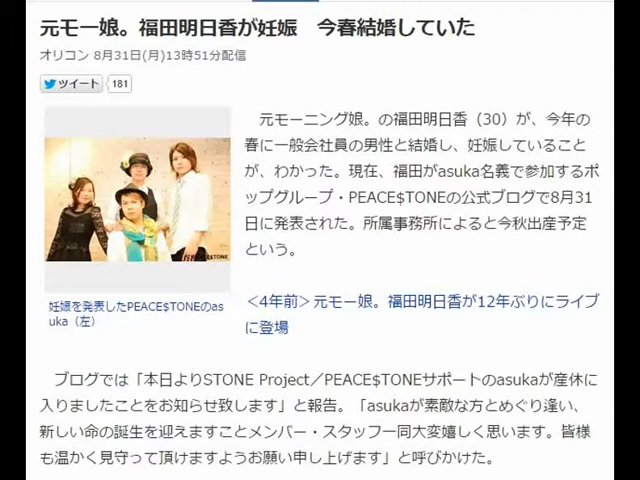 元モー娘。福田明日香が妊娠　今春結婚していた
オリコン 8月31日(月)13時51分配信
ツイート 181
元モーニング娘。の福田明日香（30）が、今年の
春に一般会社員の男性と結婚し、妊娠していること
が、わかった。現在、福田がasuka名義で参加するポ
ップグループ・PEACE$TONEの公式ブログで8月31
日に発表された。所属事務所によると今秋出産予定
という。
妊娠を発表したPEACE$TONEのas
uka（左）
＜4年前＞元モー娘。福田明日香が12年ぶりにライブ
に登場
ブログでは「本日よりSTONE Project／PEACE$TONEサポートのasukaが産休に
入りましたことをお知らせ致します」と報告。「asukaが素敵な方とめぐり逢い、
新しい命の誕生を迎えますことメンバー・スタッフ一同大変嬉しく思います。皆様
も温かく見守って頂けますようお願い申し上げます」と呼びかけた。